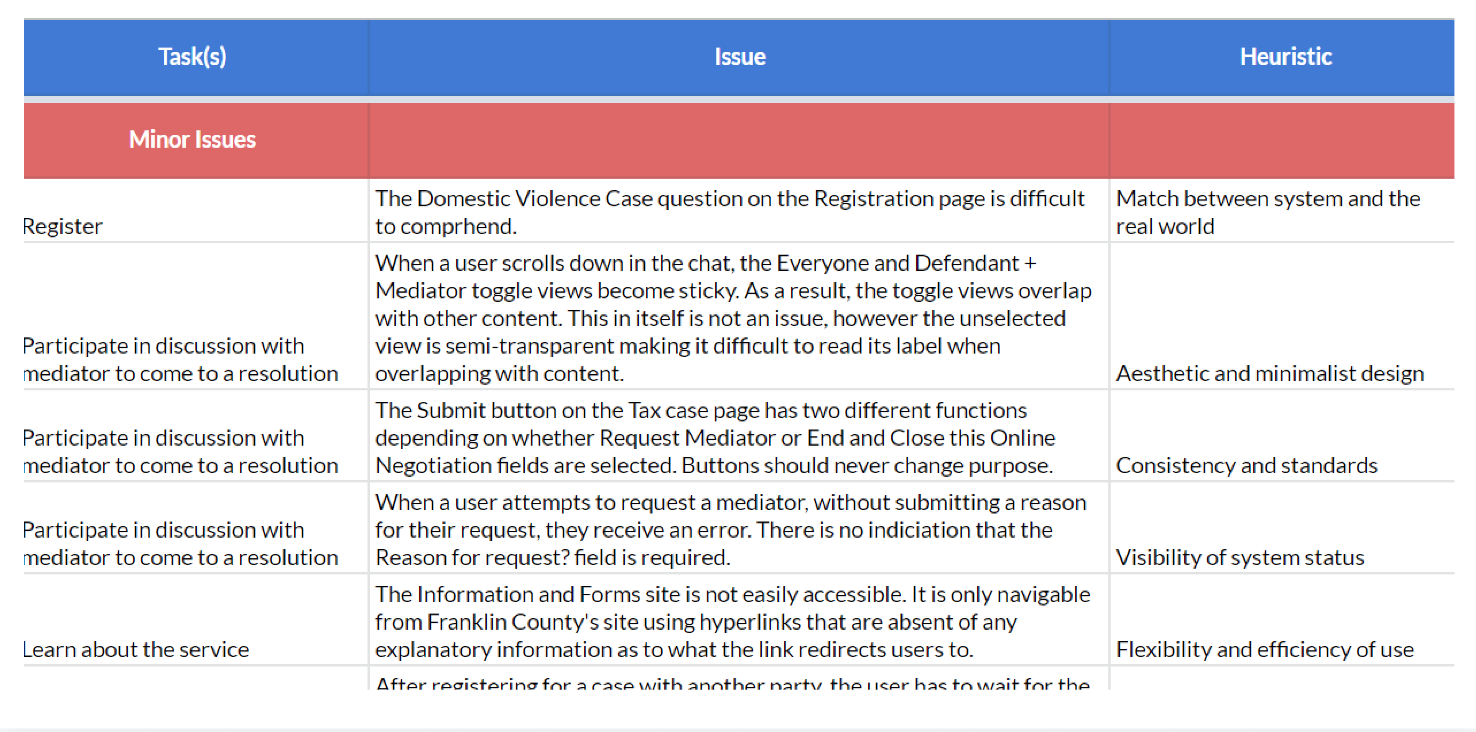 Task(s) Issue Heuristic
Minor Issues
Register
The Domestic Violence Case question on the Registration page is difficult
to comprhend.
Match between system and the
real world
Participate in discussion with
mediator to come to a resolution
When a user scrolls down in the chat, the Everyone and Defendant +
Mediator toggle views become sticky. As a result, the toggle views overlap
with other content. This in itself is not an issue, however the unselected
view is semi-transparent making it difficult to read its label when
overlapping with content.
Aesthetic and minimalist design
Participate in discussion with
mediator to come to a resolution
The Submit button on the Tax case page has two different functions
depending on whether Request Mediator or End and Close this Online
Negotiation fields are selected. Buttons should never change purpose.
Consistency and standards
Participate in discussion with
mediator to come to a resolution
When a user attempts to request a mediator, without submitting a reason
for their request, they receive an error. There is no indiciation that the
Reason for request? field is required.
Visibility of system status
Learn about the service
The Information and Forms site is not easily accessible. It is only navigable
from Franklin County's site using hyperlinks that are absent of any
explanatory information as to what the link redirects users to.
Flexibility and efficiency of use
After registering for a case with another party, the user has to wait for the